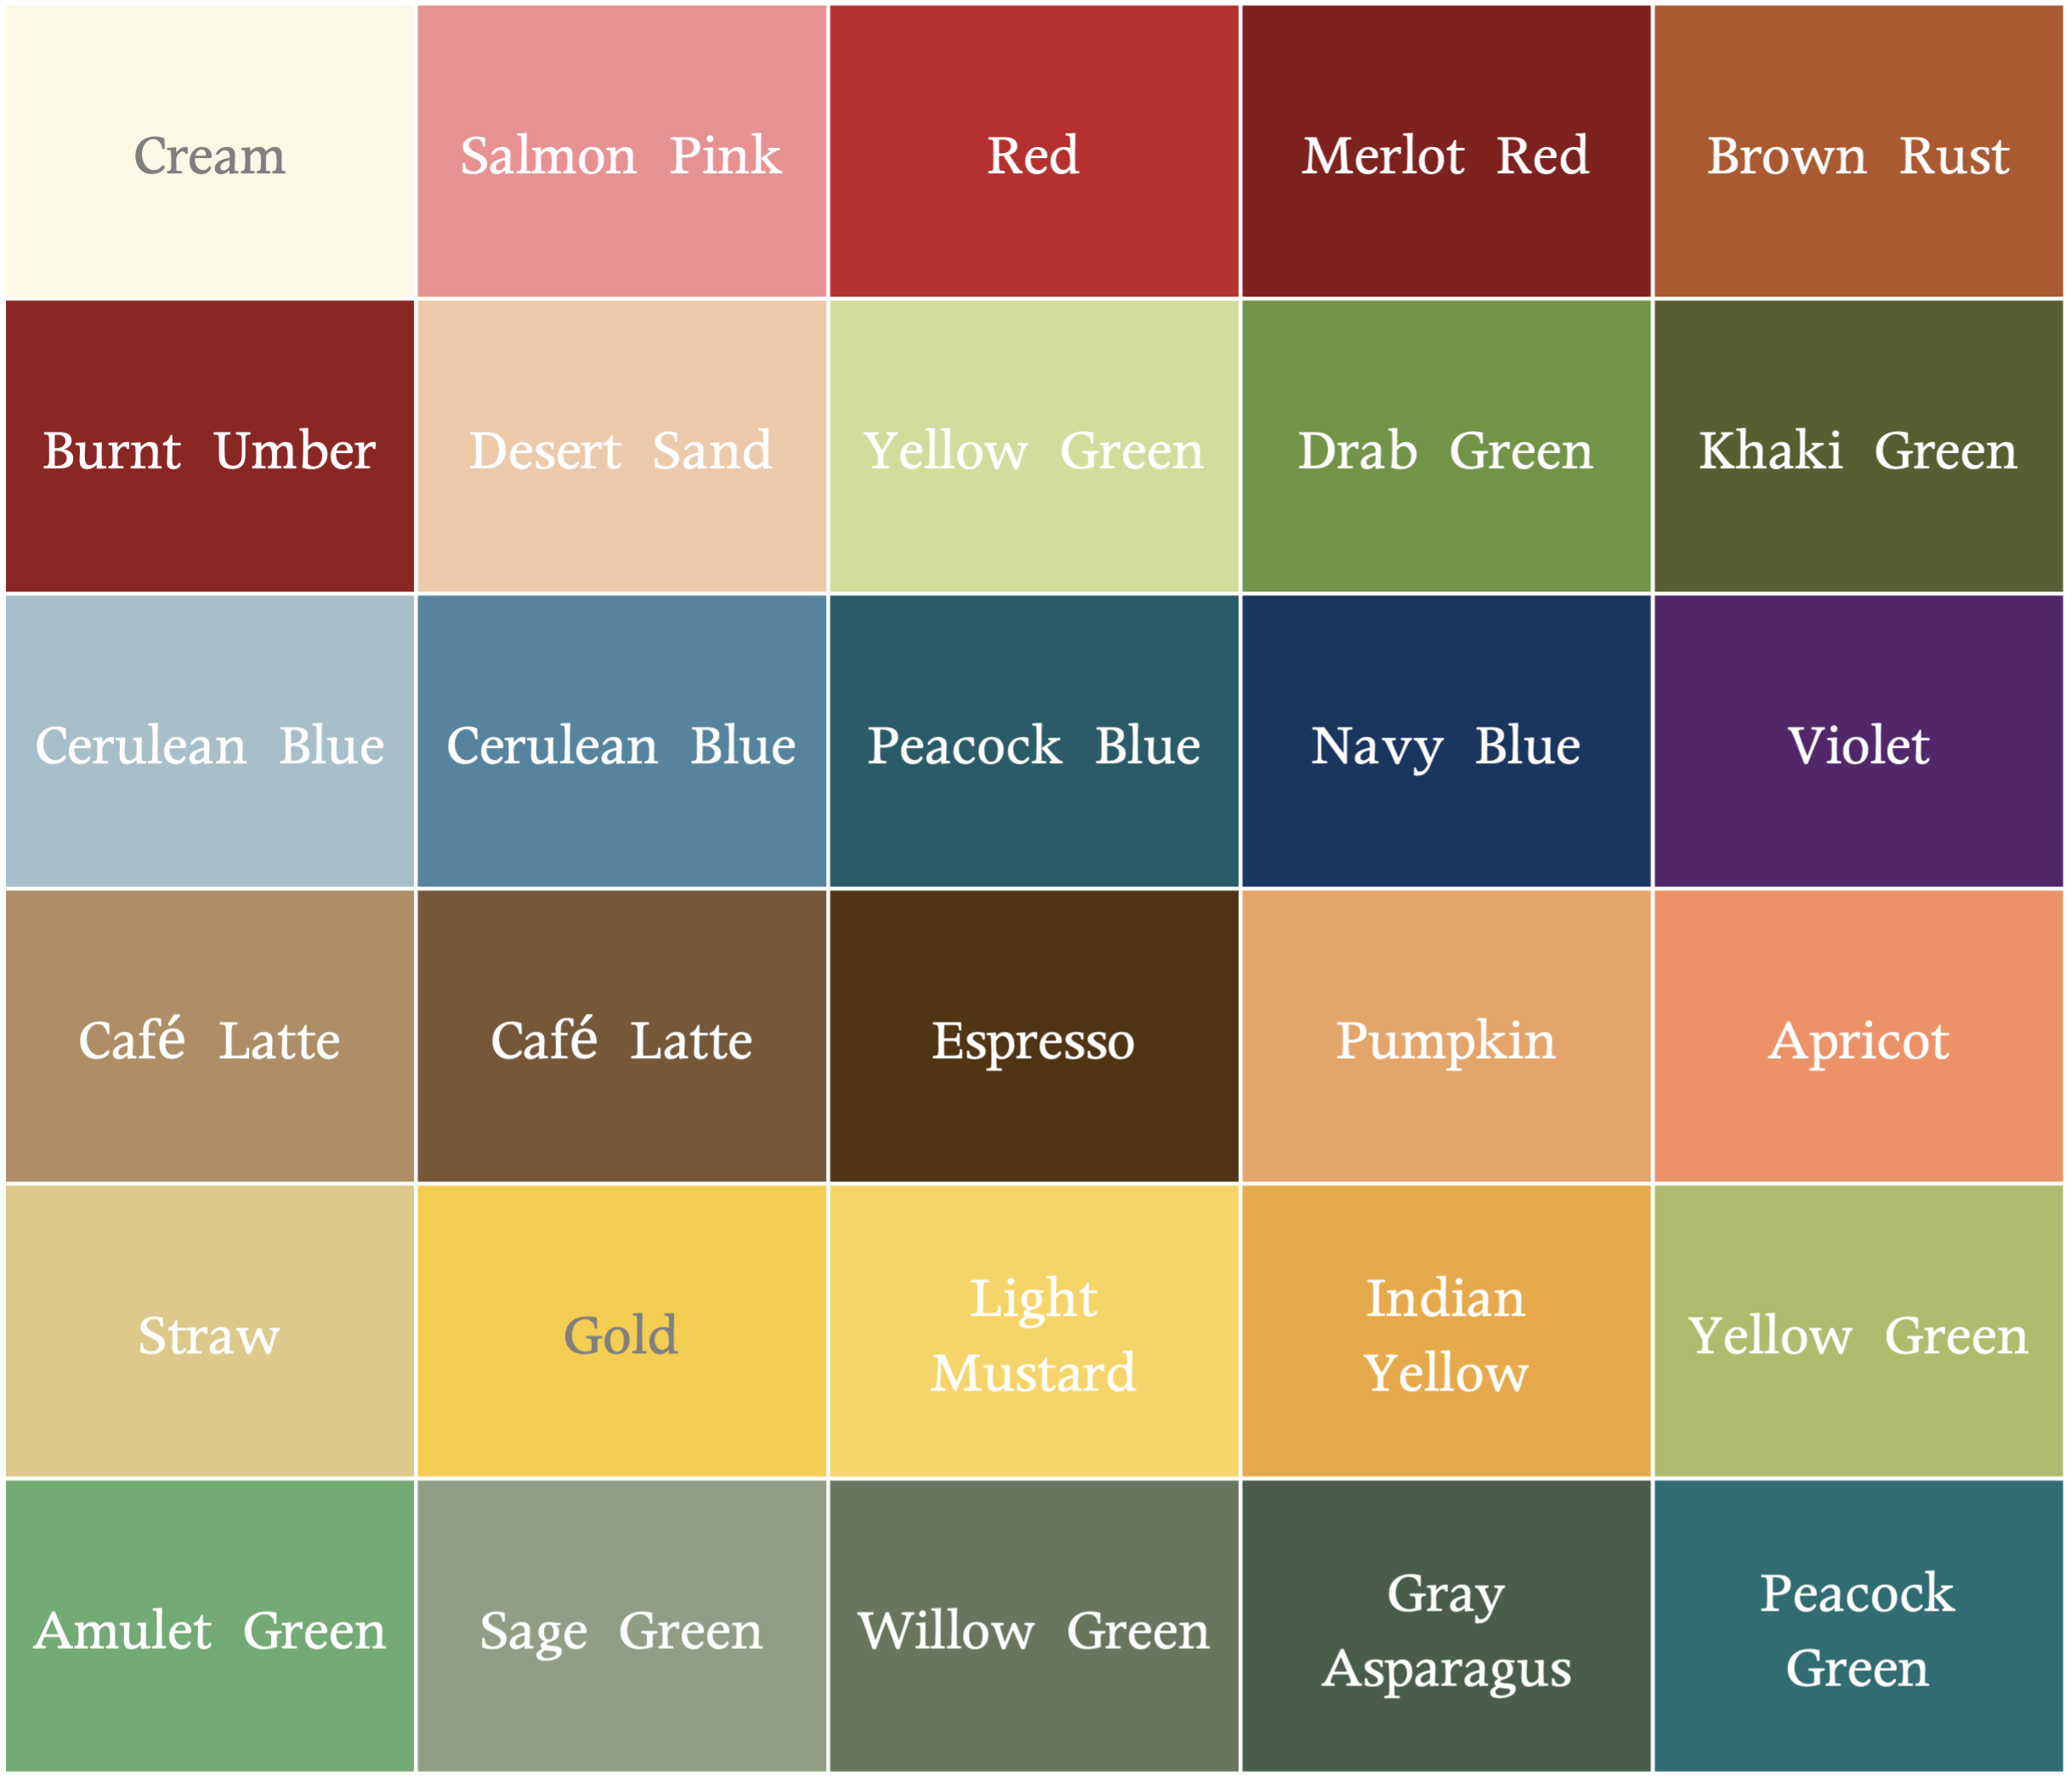 Cream
Salmon Pink
Red
Merlot Red
Brown Rust
Burnt Umber
Desert Sand
Yellow Green
Drab Green
Khaki Green
Cerulean Blue
Cerulean Blue
Peacock Blue
Navy Blue
Violet
Café Latte
Café Latte
Espresso
Pumpkin
Apricot
Straw
Gold
Light
Mustard
Indian
Yellow
Yellow Green
Amulet Green
Sage Green
Willow Green
Gray
Asparagus
Peacock
Green